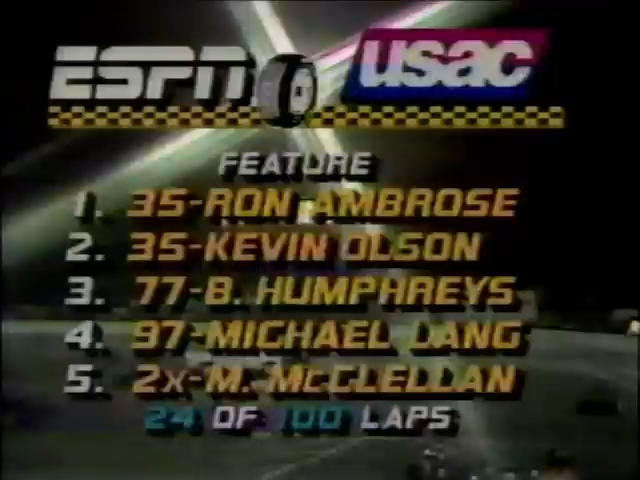 ESPN usac
FEATURE
1. 35-RON AMBROSE
2. 35-KEVIN OLSON
3. 77-B. HUMPHREYS
4. 97-MICHAEL LANG
5. 2x-M. McCLELLAN
24 OF 100 LAPS